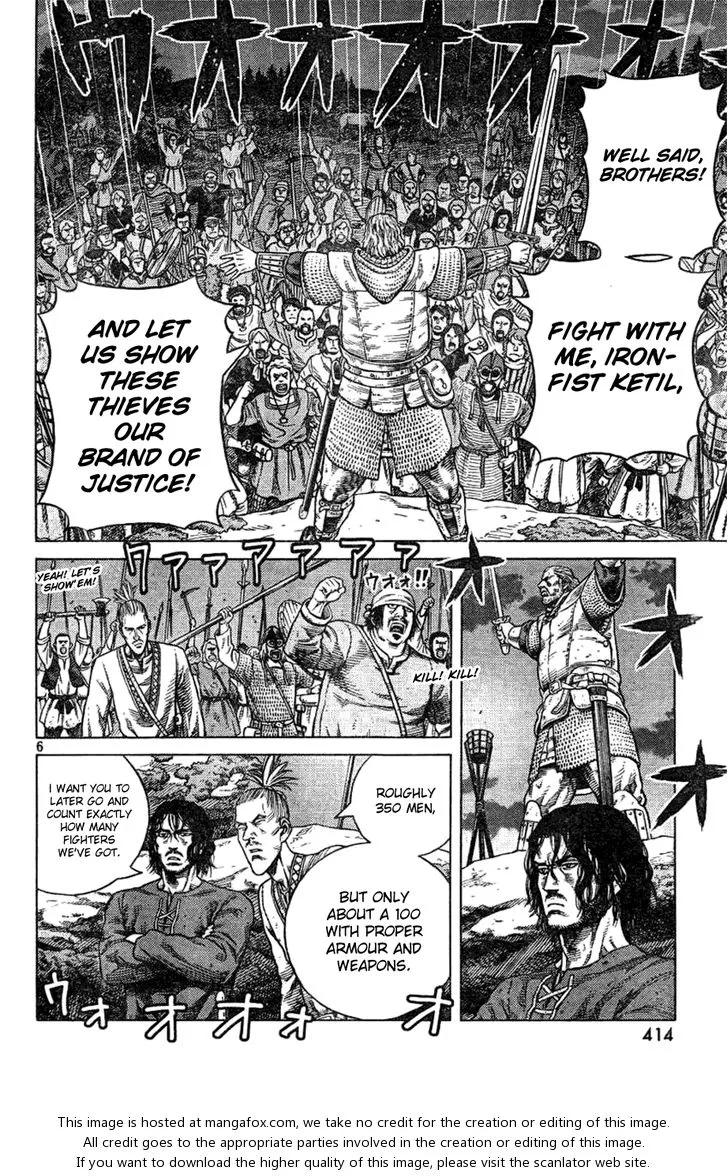 ウオオオオオオ
WELL SAID,
BROTHERS!
FIGHT WITH
ME, IRON-
FIST KETIL,
AND LET
US SHOW
THESE
THIEVES
OUR
BRAND OF
JUSTICE!
ワァァァアアァァ
YEAH! LET'S
SHOW 'EM!
ウオォ!!
KILL! KILL!
オオオ
6
I WANT YOU TO
LATER GO AND
COUNT EXACTLY
HOW MANY
FIGHTERS
WE'VE GOT.
ROUGHLY
350 MEN,
BUT ONLY
ABOUT A 100
WITH PROPER
ARMOUR AND
WEAPONS.
ウォオオォオ
414
This image is hosted at mangafox.com, we take no credit for the creation or editing of this image.
All credit goes to the appropriate parties involved in the creation or editing of this image.
If you want to download the higher quality of this image, please visit the scanlator web site.